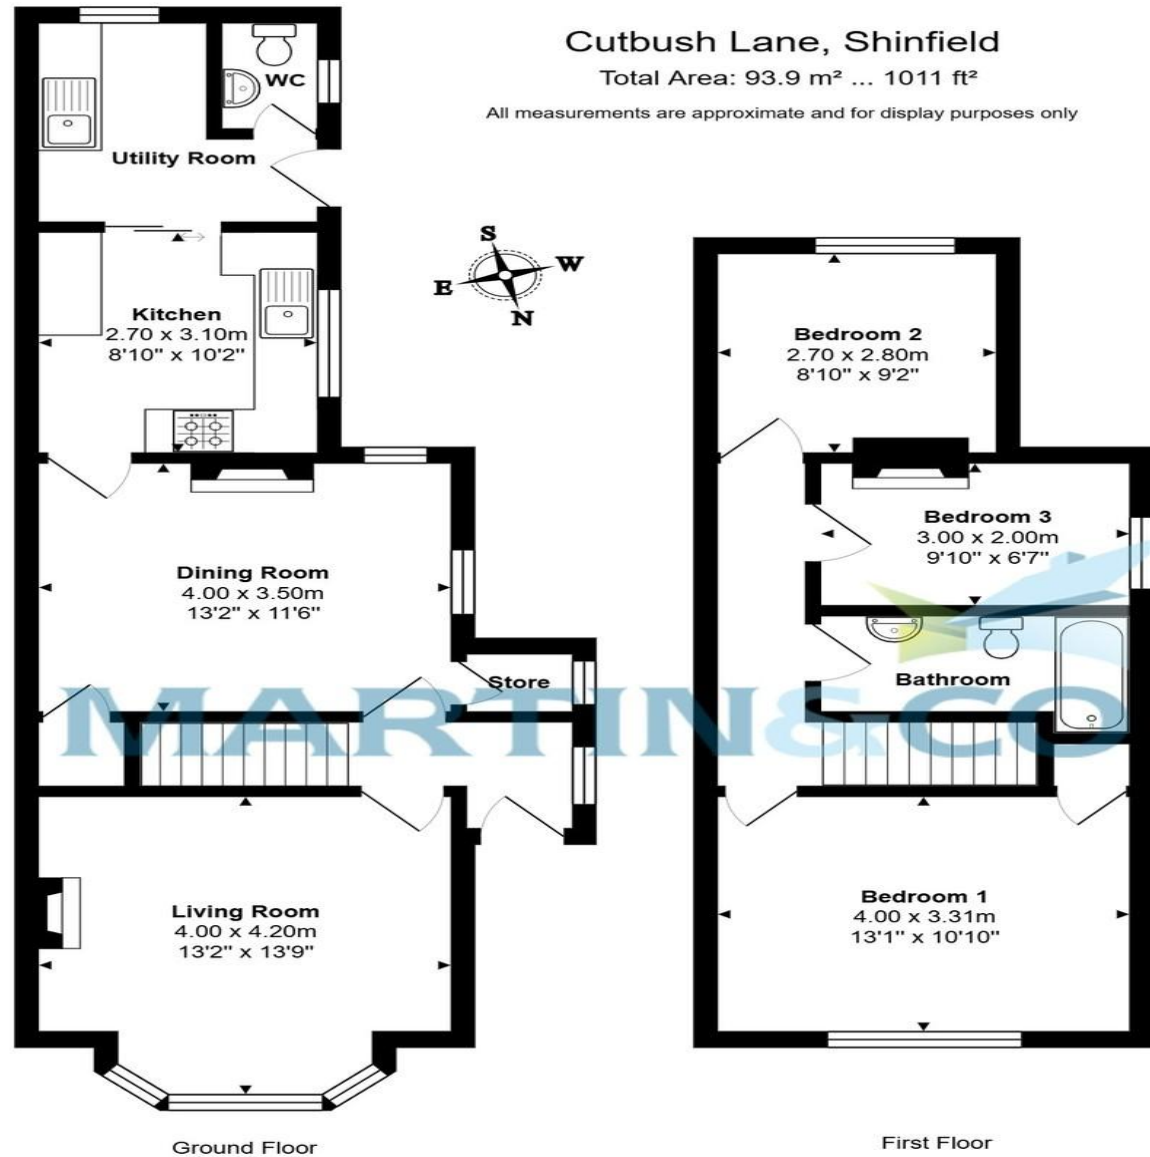 Cutbush Lane, Shinfield
Total Area: 93.9 m² ... 1011 ft²
All measurements are approximate and for display purposes only
WC
Utility Room
S
W
E
N
Kitchen
2.70 x 3.10m
8'10" x 10'2"
Dining Room
4.00 x 3.50m
13'2" x 11'6"
Store
Living Room
4.00 x 4.20m
13'2" x 13'9"
Ground Floor
Bedroom 2
2.70 x 2.80m
8'10" x 9'2"
Bedroom 3
3.00 x 2.00m
9'10" x 6'7"
Bathroom
Bedroom 1
4.00 x 3.31m
13'1" x 10'10"
First Floor
MARTIN&CO